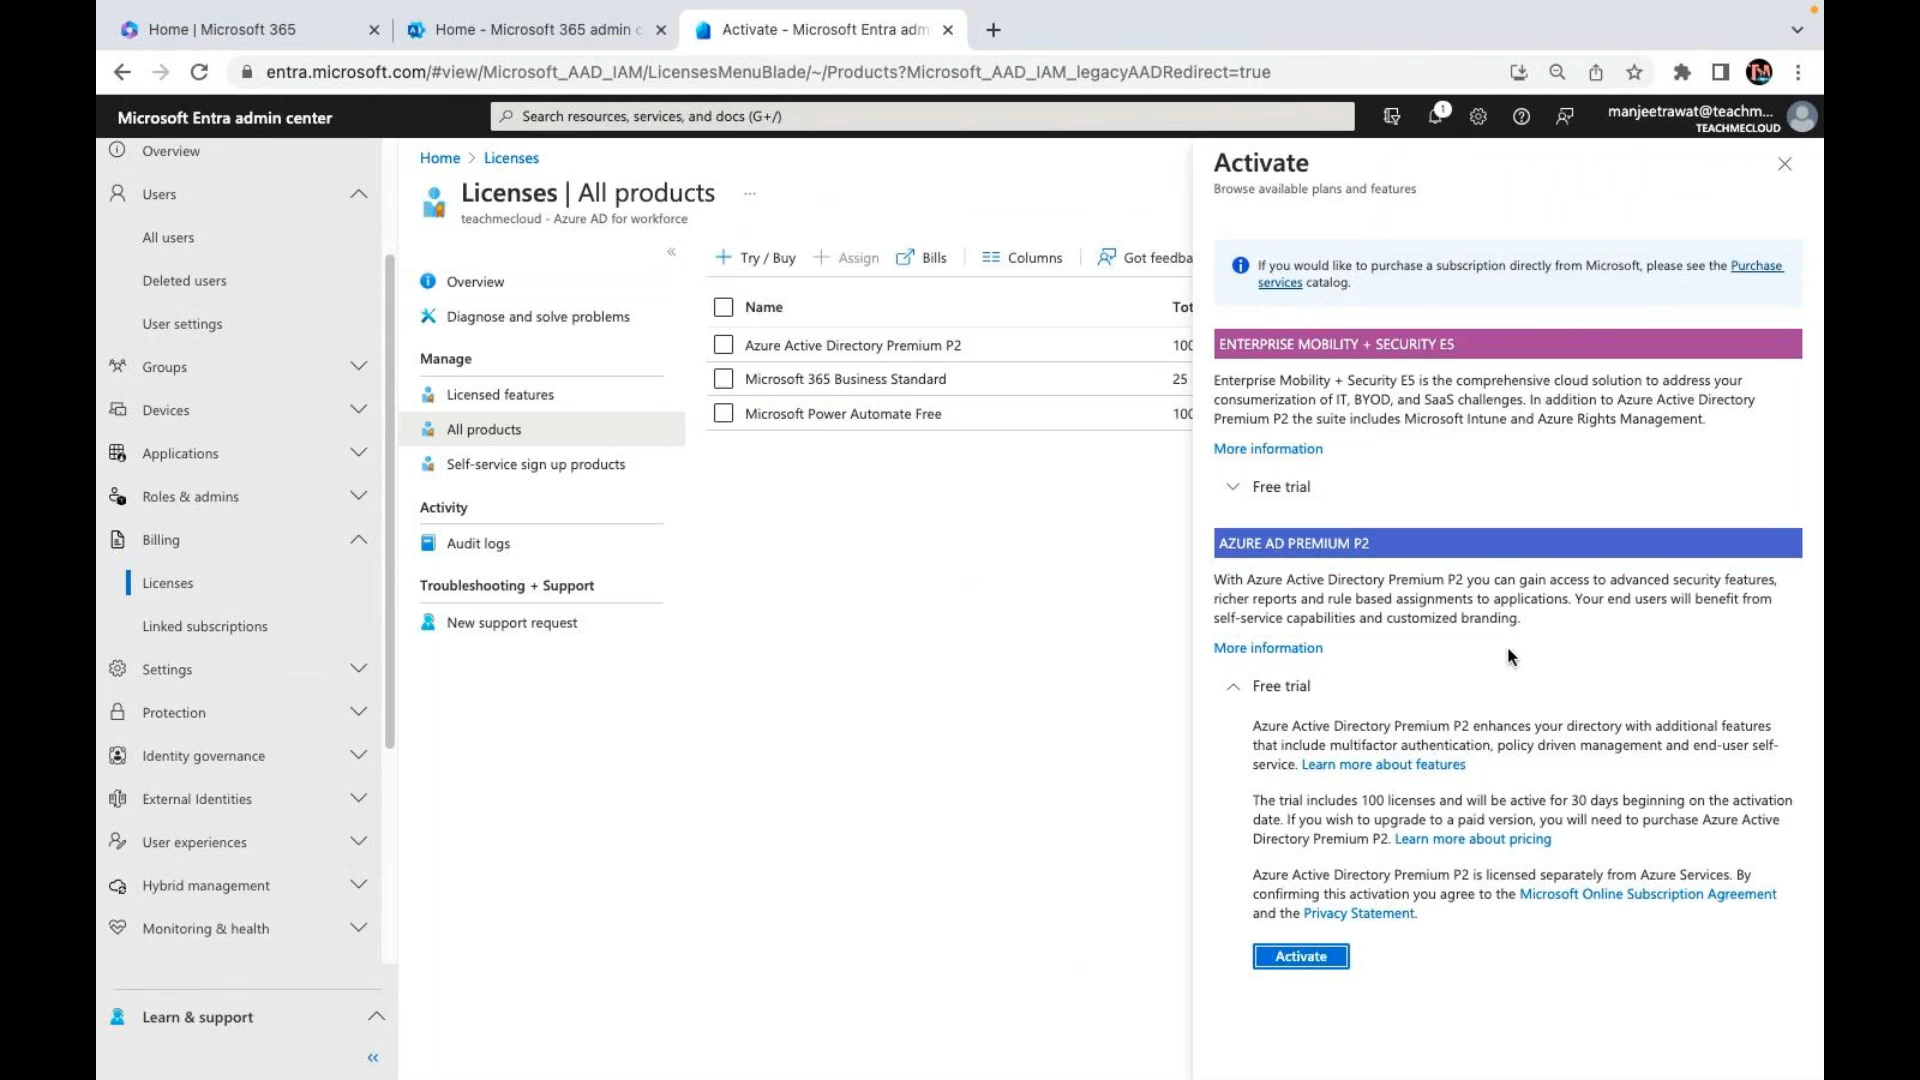 Home | Microsoft 365
Home - Microsoft 365 admin c
Activate - Microsoft Entra adm
entra.microsoft.com/#view/Microsoft_AAD_IAM/LicensesMenuBlade/~/Products?Microsoft_AAD_IAM_legacyAADRedirect=true
Microsoft Entra admin center
Search resources, services, and docs (G+/)
1
manjeetrawat@teachm...
TEACHMECLOUD
Overview
Users
All users
Deleted users
User settings
Groups
Devices
Applications
Roles & admins
Billing
Licenses
Linked subscriptions
Settings
Protection
Identity governance
External Identities
User experiences
Hybrid management
Monitoring & health
Learn & support
Home > Licenses
Licenses | All products
...
teachmecloud - Azure AD for workforce
Overview
Diagnose and solve problems
Manage
Licensed features
All products
Self-service sign up products
Activity
Audit logs
Troubleshooting + Support
New support request
Try / Buy Assign Bills Columns Got feedba
Name Tot
Azure Active Directory Premium P2 100
Microsoft 365 Business Standard 25
Microsoft Power Automate Free 100
Activate
Browse available plans and features
If you would like to purchase a subscription directly from Microsoft, please see the Purchase
services catalog.
ENTERPRISE MOBILITY + SECURITY E5
Enterprise Mobility + Security E5 is the comprehensive cloud solution to address your
consumerization of IT, BYOD, and SaaS challenges. In addition to Azure Active Directory
Premium P2 the suite includes Microsoft Intune and Azure Rights Management.
More information
Free trial
AZURE AD PREMIUM P2
With Azure Active Directory Premium P2 you can gain access to advanced security features,
richer reports and rule based assignments to applications. Your end users will benefit from
self-service capabilities and customized branding.
More information
Free trial
Azure Active Directory Premium P2 enhances your directory with additional features
that include multifactor authentication, policy driven management and end-user self-
service. Learn more about features
The trial includes 100 licenses and will be active for 30 days beginning on the activation
date. If you wish to upgrade to a paid version, you will need to purchase Azure Active
Directory Premium P2. Learn more about pricing
Azure Active Directory Premium P2 is licensed separately from Azure Services. By
confirming this activation you agree to the Microsoft Online Subscription Agreement
and the Privacy Statement.
Activate